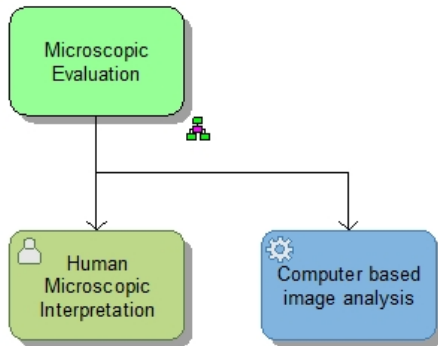 Microscopic
Evaluation
Human
Microscopic
Interpretation
Computer based
image analysis